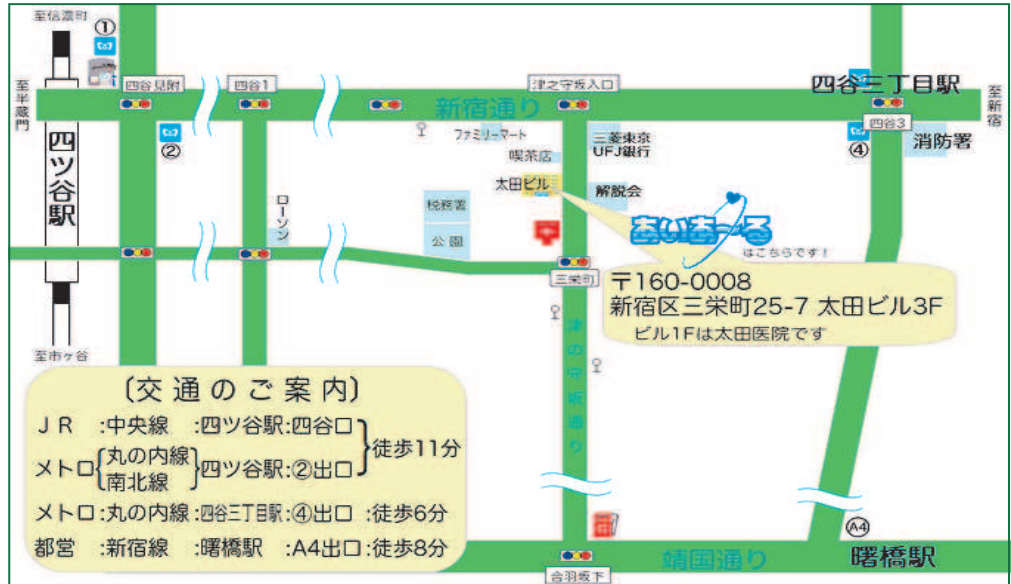 至信濃町
①
至半蔵門
四谷見附
四谷1
津之守坂入口
四谷三丁目駅
至新宿
新宿通り
四谷3
②
④
消防署
四ツ谷駅
ファミリーマート
喫茶店
三菱東京
UFJ銀行
太田ビル
解説会
ローソン
税務署
公園
あいあ〜る
はこちらです!
三栄町
〒160-0008
新宿区三栄町25-7 太田ビル3F
ビル1Fは太田医院です
津の守坂通り
至市ヶ谷
〔交通のご案内〕
JR :中央線 :四ツ谷駅:四谷口
メトロ{丸の内線 南北線}四ツ谷駅:②出口 }徒歩11分
メトロ:丸の内線:四谷三丁目駅:④出口 :徒歩6分
都営 :新宿線 :曙橋駅 :A4出口:徒歩8分
A4
靖国通り
曙橋駅
合羽坂下